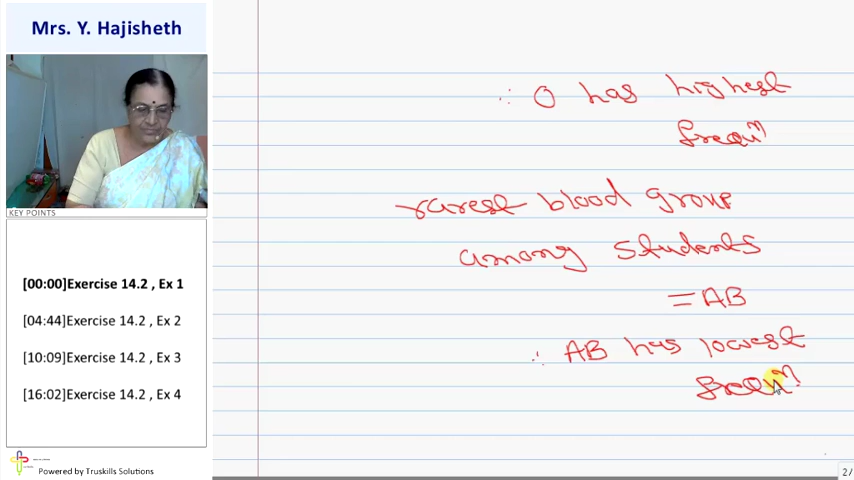 Mrs. Y. Hajisheth
KEY POINTS
[00:00]Exercise 14.2 , Ex 1
[04:44]Exercise 14.2 , Ex 2
[10:09]Exercise 14.2 , Ex 3
[16:02]Exercise 14.2 , Ex 4
Powered by Truskills Solutions
∴ O has highest
rarest blood group
among students
= AB
∴ AB has lowest
2/